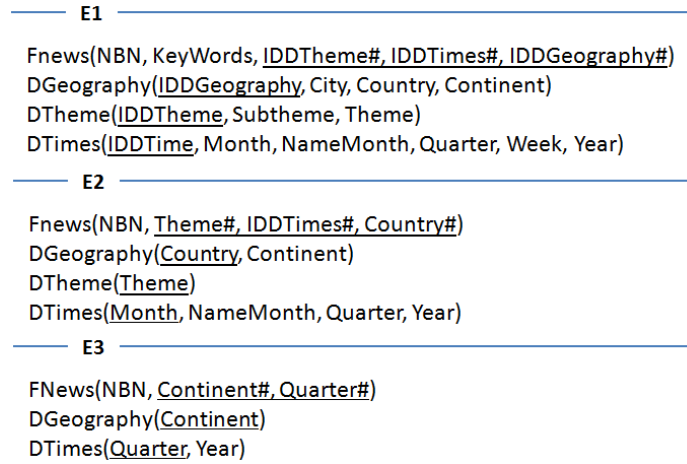 E1
Fnews(NBN, KeyWords, IDDTheme#, IDDTimes#, IDDGeography#)
DGeography(IDDGeography, City, Country, Continent)
DTheme(IDDTheme, Subtheme, Theme)
DTimes(IDDTime, Month, NameMonth, Quarter, Week, Year)
E2
Fnews(NBN, Theme#, IDDTimes#, Country#)
DGeography(Country, Continent)
DTheme(Theme)
DTimes(Month, NameMonth, Quarter, Year)
E3
FNews(NBN, Continent#, Quarter#)
DGeography(Continent)
DTimes(Quarter, Year)